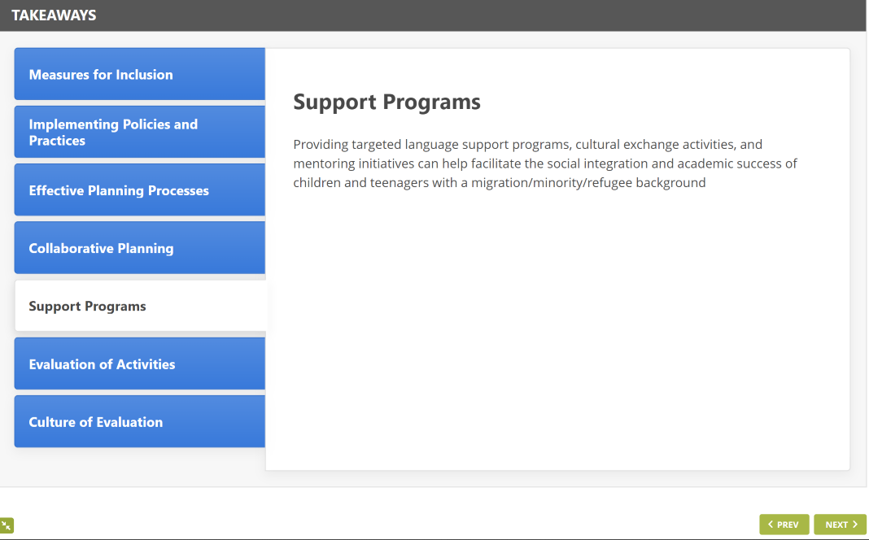 TAKEAWAYS
Measures for Inclusion
Implementing Policies and
Practices
Effective Planning Processes
Collaborative Planning
Support Programs
Evaluation of Activities
Culture of Evaluation
Support Programs
Providing targeted language support programs, cultural exchange activities, and
mentoring initiatives can help facilitate the social integration and academic success of
children and teenagers with a migration/minority/refugee background
PREV
NEXT